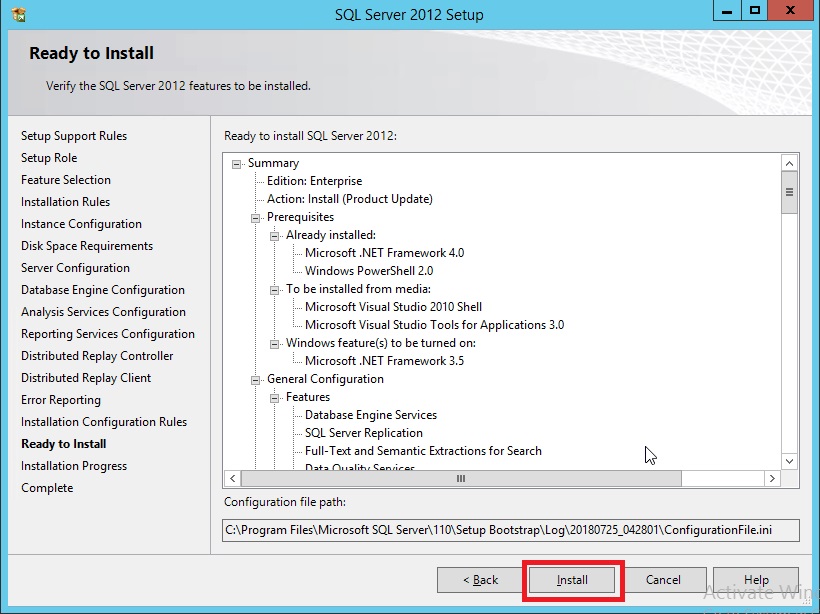 SQL Server 2012 Setup
Ready to Install
Verify the SQL Server 2012 features to be installed.
Setup Support Rules
Setup Role
Feature Selection
Installation Rules
Instance Configuration
Disk Space Requirements
Server Configuration
Database Engine Configuration
Analysis Services Configuration
Reporting Services Configuration
Distributed Replay Controller
Distributed Replay Client
Error Reporting
Installation Configuration Rules
Ready to Install
Installation Progress
Complete
Ready to install SQL Server 2012:
Summary
Edition: Enterprise
Action: Install (Product Update)
Prerequisites
Already installed:
Microsoft .NET Framework 4.0
Windows PowerShell 2.0
To be installed from media:
Microsoft Visual Studio 2010 Shell
Microsoft Visual Studio Tools for Applications 3.0
Windows feature(s) to be turned on:
Microsoft .NET Framework 3.5
General Configuration
Features
Database Engine Services
SQL Server Replication
Full-Text and Semantic Extractions for Search
Data Quality Services
Configuration file path:
C:\Program Files\Microsoft SQL Server\110\Setup Bootstrap\Log\20180725_042801\ConfigurationFile.ini
< Back
Install
Cancel
Help
Activate Win